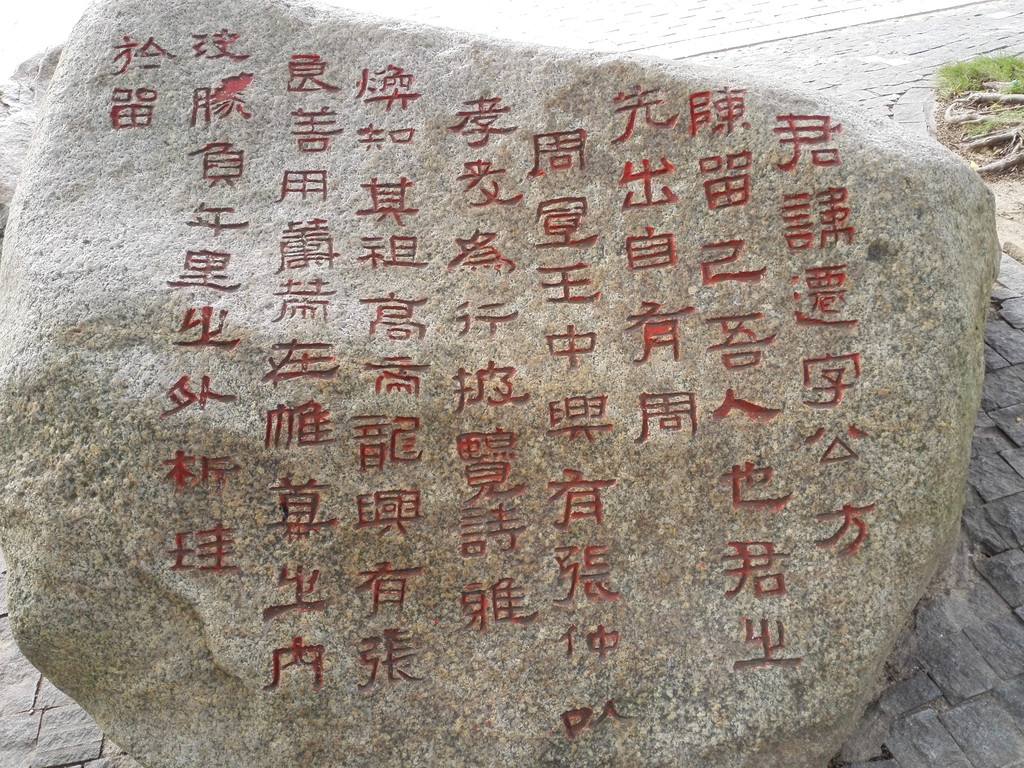 君諱遷字公方
陳留己吾人也君之
先出自有周
周宣王中興有張仲以
孝友為行披覽詩雅
煥知其祖高帝龍興有張
良善用籌策在帷幕之內
決勝負千里之外析珪
於留